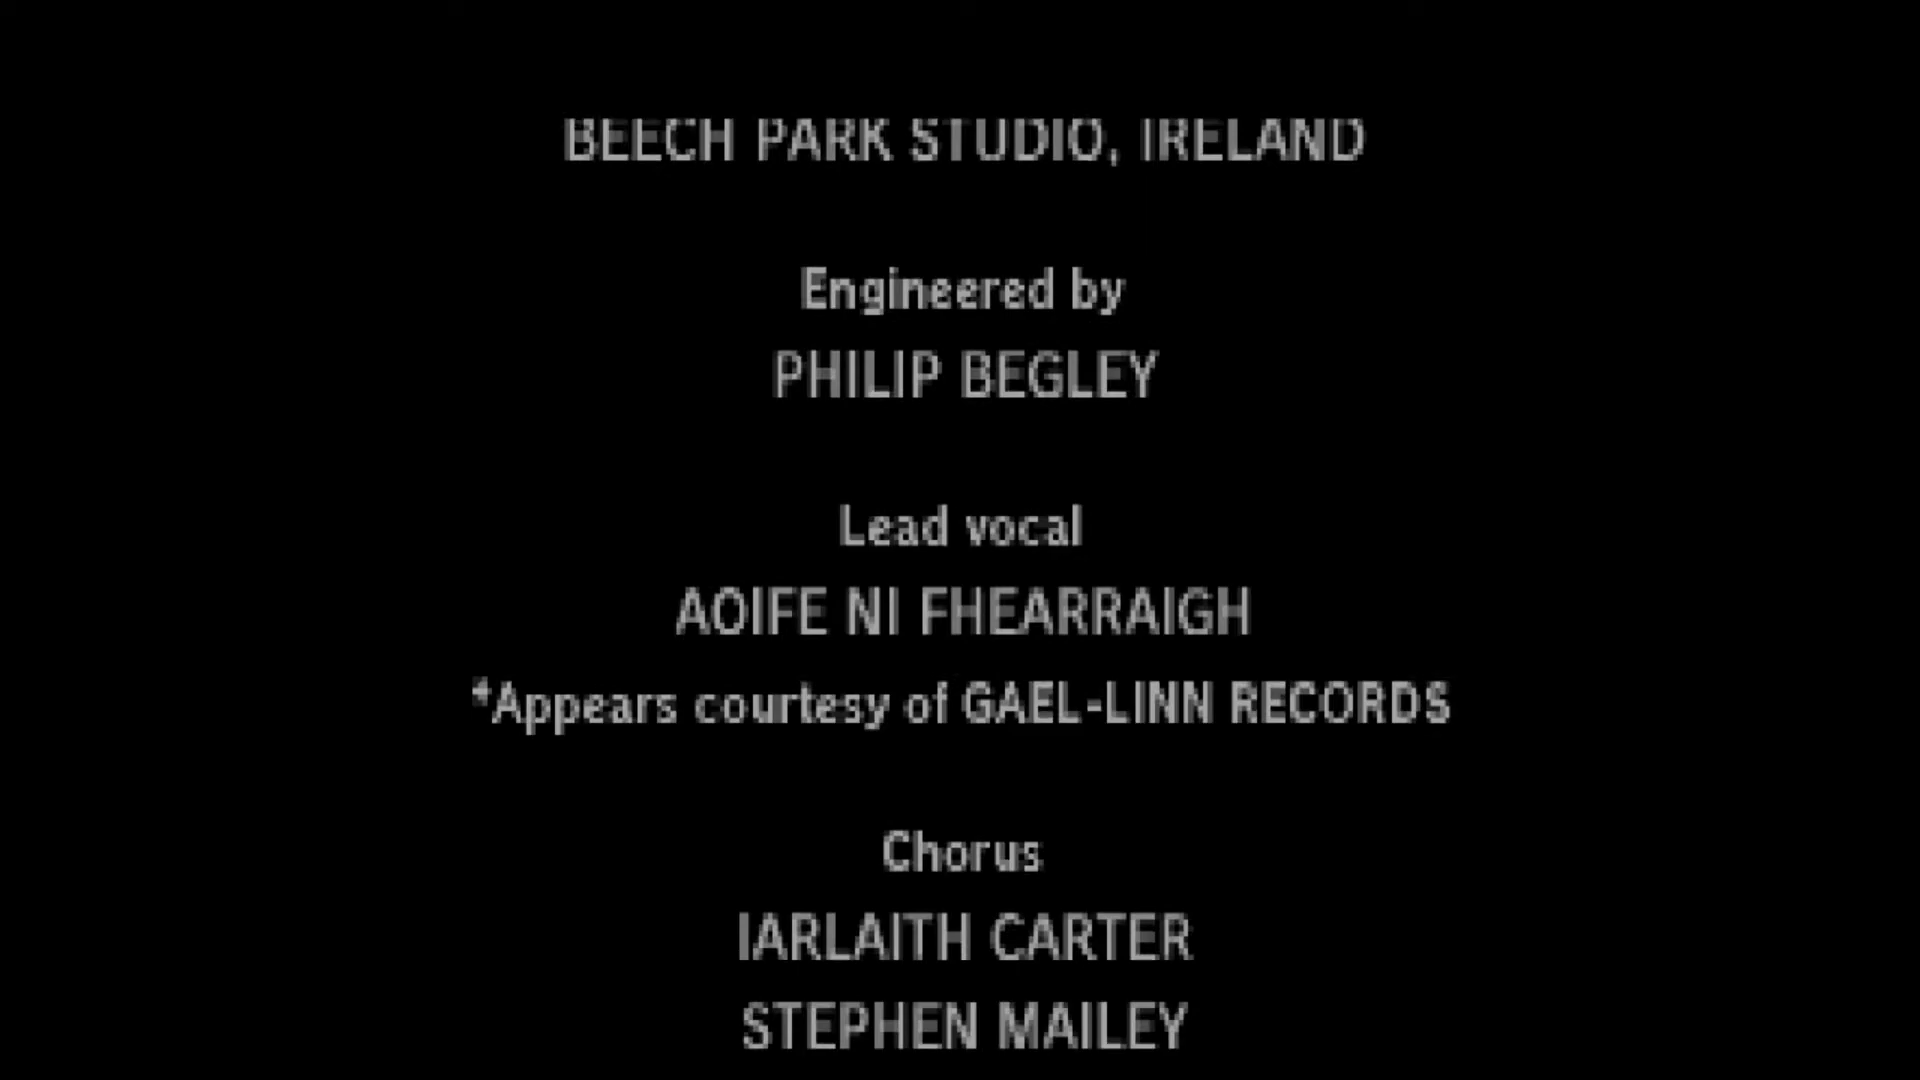 BEECH PARK STUDIO, IRELAND
Engineered by
PHILIP BEGLEY
Lead vocal
AOIFE NI FHEARRAIGH
*Appears courtesy of GAEL-LINN RECORDS
Chorus
IARLAITH CARTER
STEPHEN MAILEY